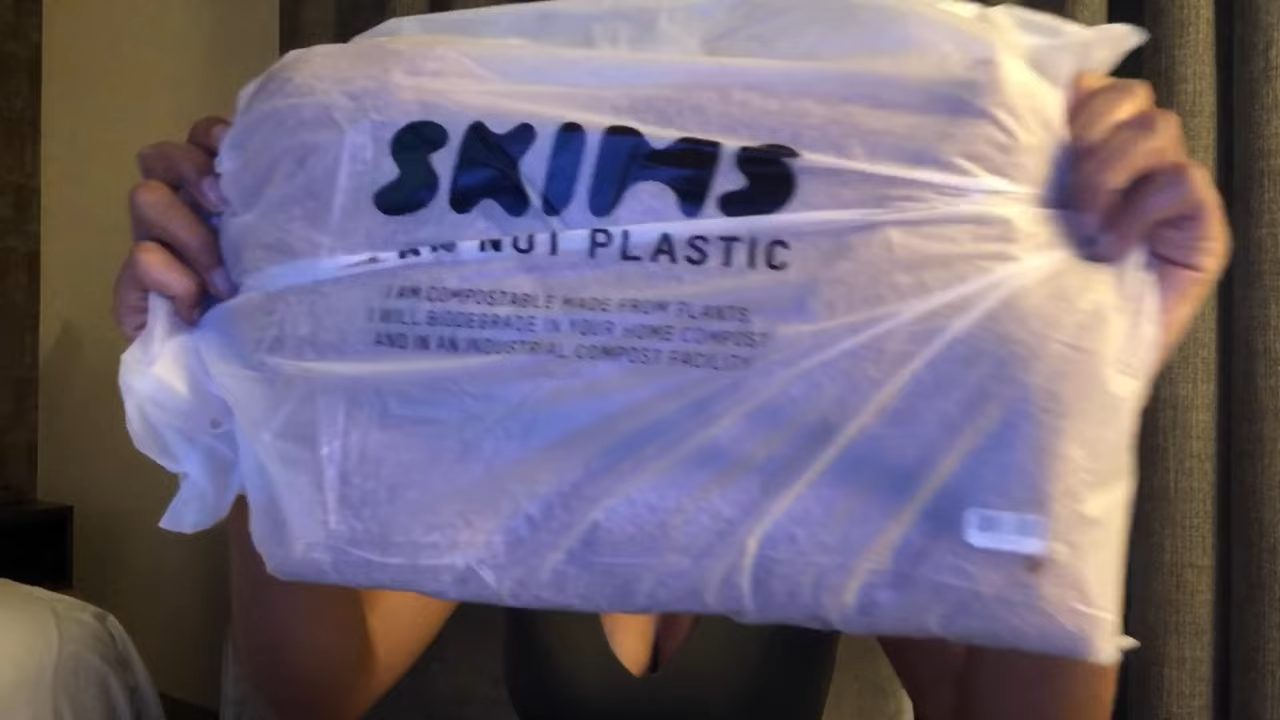 SKIMS
NOT PLASTIC
I AM COMPOSTABLE MADE FROM PLANTS.
I WILL BIODEGRADE IN YOUR HOME COMPOST
AND IN AN INDUSTRIAL COMPOST FACILITY.